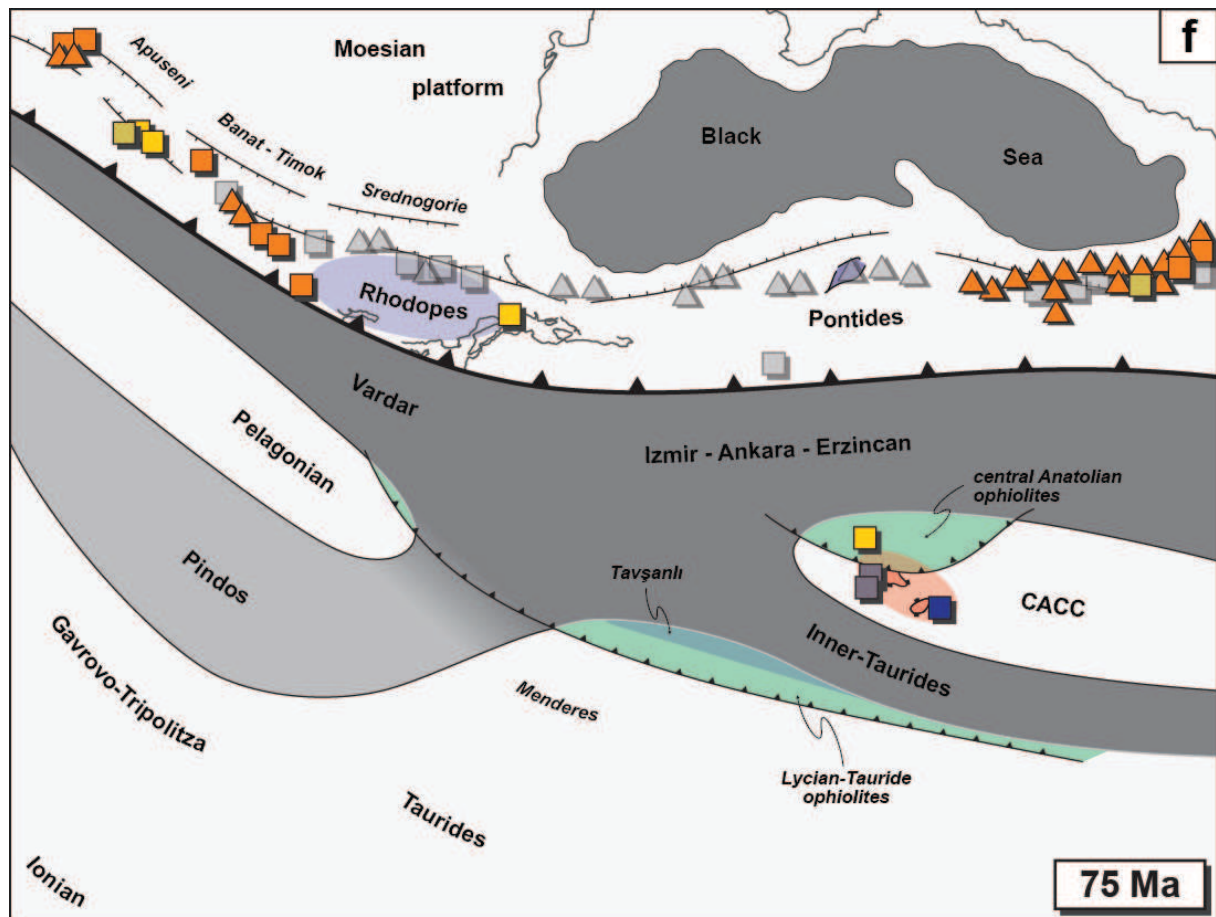 f
Apuseni
Moesian
platform
Banat - Timok
Black
Sea
Srednogorie
Rhodopes
Pontides
Vardar
Izmir - Ankara - Erzincan
Pelagonian
central Anatolian
ophiolites
Pindos
Tavşanlı
CACC
Inner-Taurides
Gavrovo-Tripolitza
Menderes
Lycian-Tauride
ophiolites
Taurides
Ionian
75 Ma